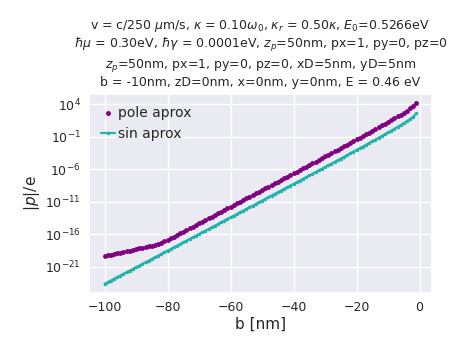 v = c/250 μm/s, κ = 0.10ω₀, κᵣ = 0.50κ, E₀=0.5266eV
ħμ = 0.30eV, ħγ = 0.0001eV, zₚ=50nm, px=1, py=0, pz=0
zₚ=50nm, px=1, py=0, pz=0, xD=5nm, yD=5nm
b = -10nm, zD=0nm, x=0nm, y=0nm, E = 0.46 eV
pole aprox
sin aprox
10⁴
10⁻¹
10⁻⁶
10⁻¹¹
10⁻¹⁶
10⁻²¹
|p|/e
−100 −80 −60 −40 −20 0
b [nm]